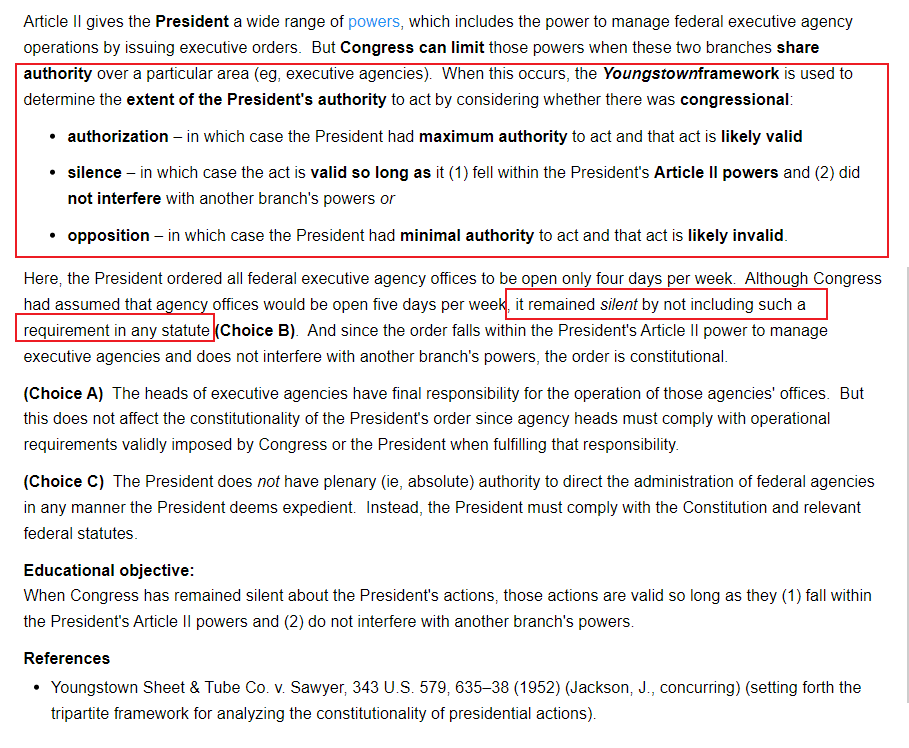 Article II gives the President a wide range of powers, which includes the power to manage federal executive agency
operations by issuing executive orders.  But Congress can limit those powers when these two branches share
authority over a particular area (eg, executive agencies).  When this occurs, the Youngstownframework is used to
determine the extent of the President's authority to act by considering whether there was congressional:
• authorization – in which case the President had maximum authority to act and that act is likely valid
• silence – in which case the act is valid so long as it (1) fell within the President's Article II powers and (2) did
not interfere with another branch's powers or
• opposition – in which case the President had minimal authority to act and that act is likely invalid.
Here, the President ordered all federal executive agency offices to be open only four days per week.  Although Congress
had assumed that agency offices would be open five days per week, it remained silent by not including such a
requirement in any statute (Choice B).  And since the order falls within the President's Article II power to manage
executive agencies and does not interfere with another branch's powers, the order is constitutional.
(Choice A)  The heads of executive agencies have final responsibility for the operation of those agencies' offices.  But
this does not affect the constitutionality of the President's order since agency heads must comply with operational
requirements validly imposed by Congress or the President when fulfilling that responsibility.
(Choice C)  The President does not have plenary (ie, absolute) authority to direct the administration of federal agencies
in any manner the President deems expedient.  Instead, the President must comply with the Constitution and relevant
federal statutes.
Educational objective:
When Congress has remained silent about the President's actions, those actions are valid so long as they (1) fall within
the President's Article II powers and (2) do not interfere with another branch's powers.
References
• Youngstown Sheet & Tube Co. v. Sawyer, 343 U.S. 579, 635–38 (1952) (Jackson, J., concurring) (setting forth the
tripartite framework for analyzing the constitutionality of presidential actions).